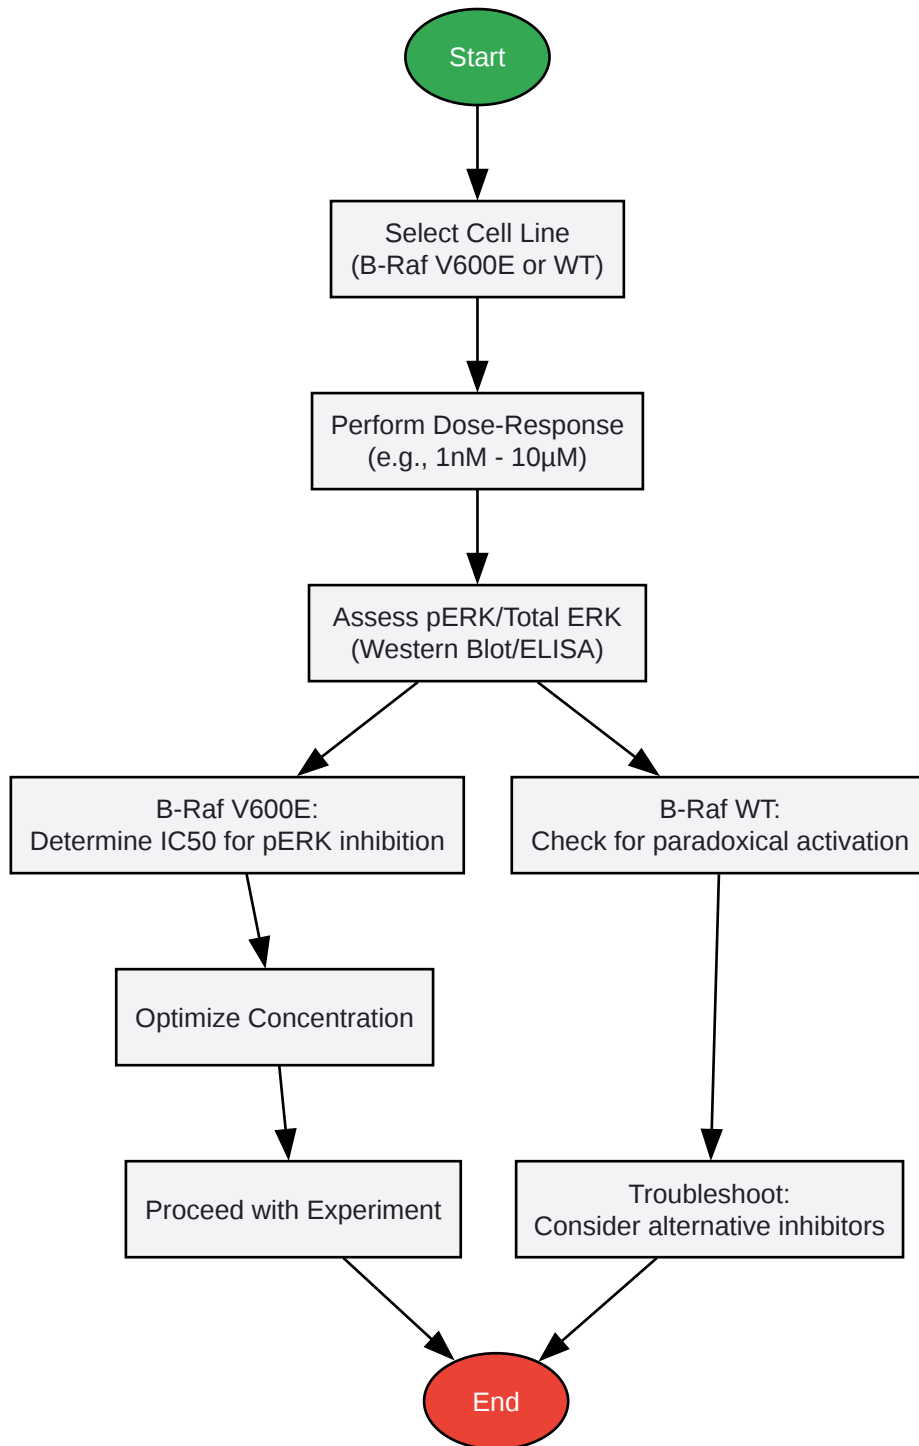 Start
Select Cell Line
(B-Raf V600E or WT)
Perform Dose-Response
(e.g., 1nM - 10µM)
Assess pERK/Total ERK
(Western Blot/ELISA)
B-Raf V600E:
Determine IC50 for pERK inhibition
B-Raf WT:
Check for paradoxical activation
Optimize Concentration
Proceed with Experiment
Troubleshoot:
Consider alternative inhibitors
End